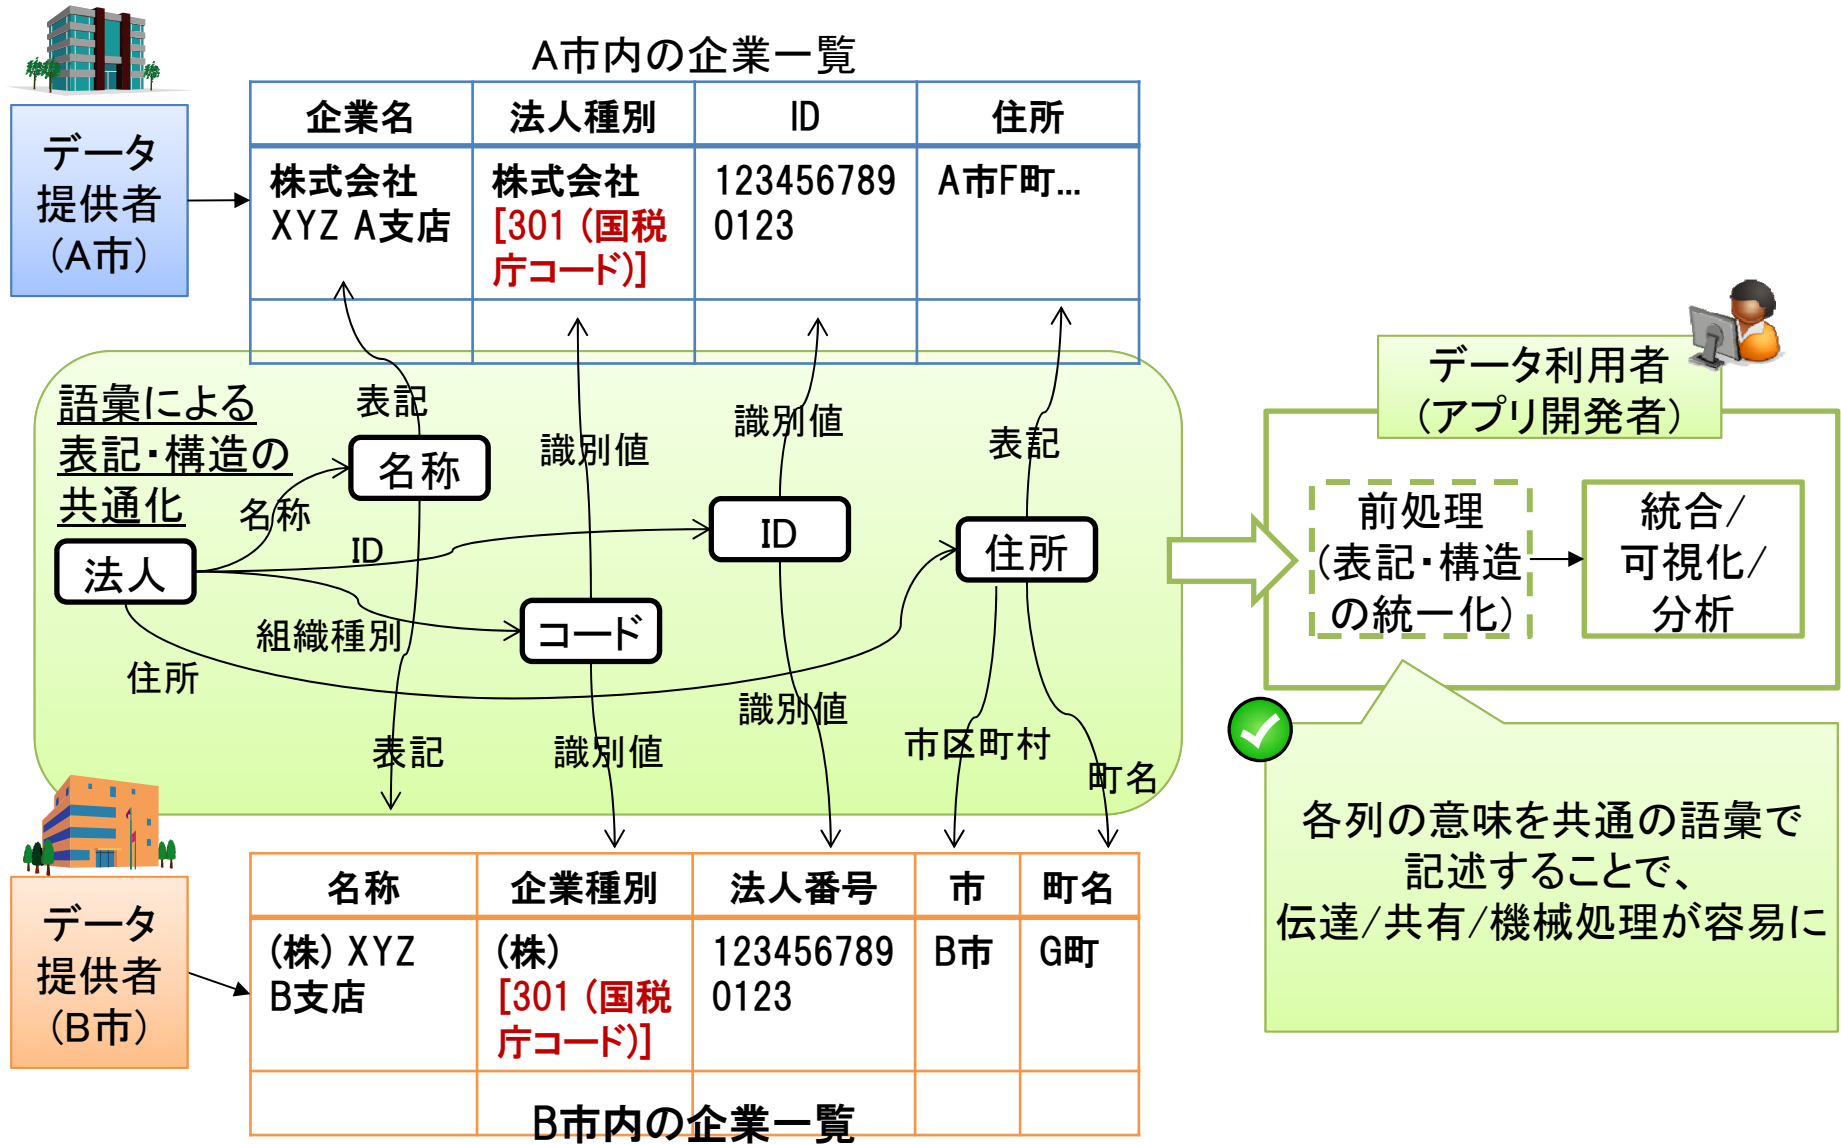 A市内の企業一覧
データ
提供者
(A市)
企業名
法人種別
ID
住所
株式会社
XYZ A支店
株式会社
[301 (国税
庁コード)]
123456789
0123
A市F町...
語彙による
表記・構造の
共通化
表記
識別値
識別値
表記
名称
名称
ID
ID
法人
住所
コード
組織種別
住所
表記
識別値
識別値
市区町村
町名
データ
提供者
(B市)
名称
企業種別
法人番号
市
町名
(株) XYZ
B支店
(株)
[301 (国税
庁コード)]
123456789
0123
B市
G町
B市内の企業一覧
データ利用者
(アプリ開発者)
前処理
(表記・構造
の統一化)
統合/
可視化/
分析
各列の意味を共通の語彙で
記述することで、
伝達/共有/機械処理が容易に